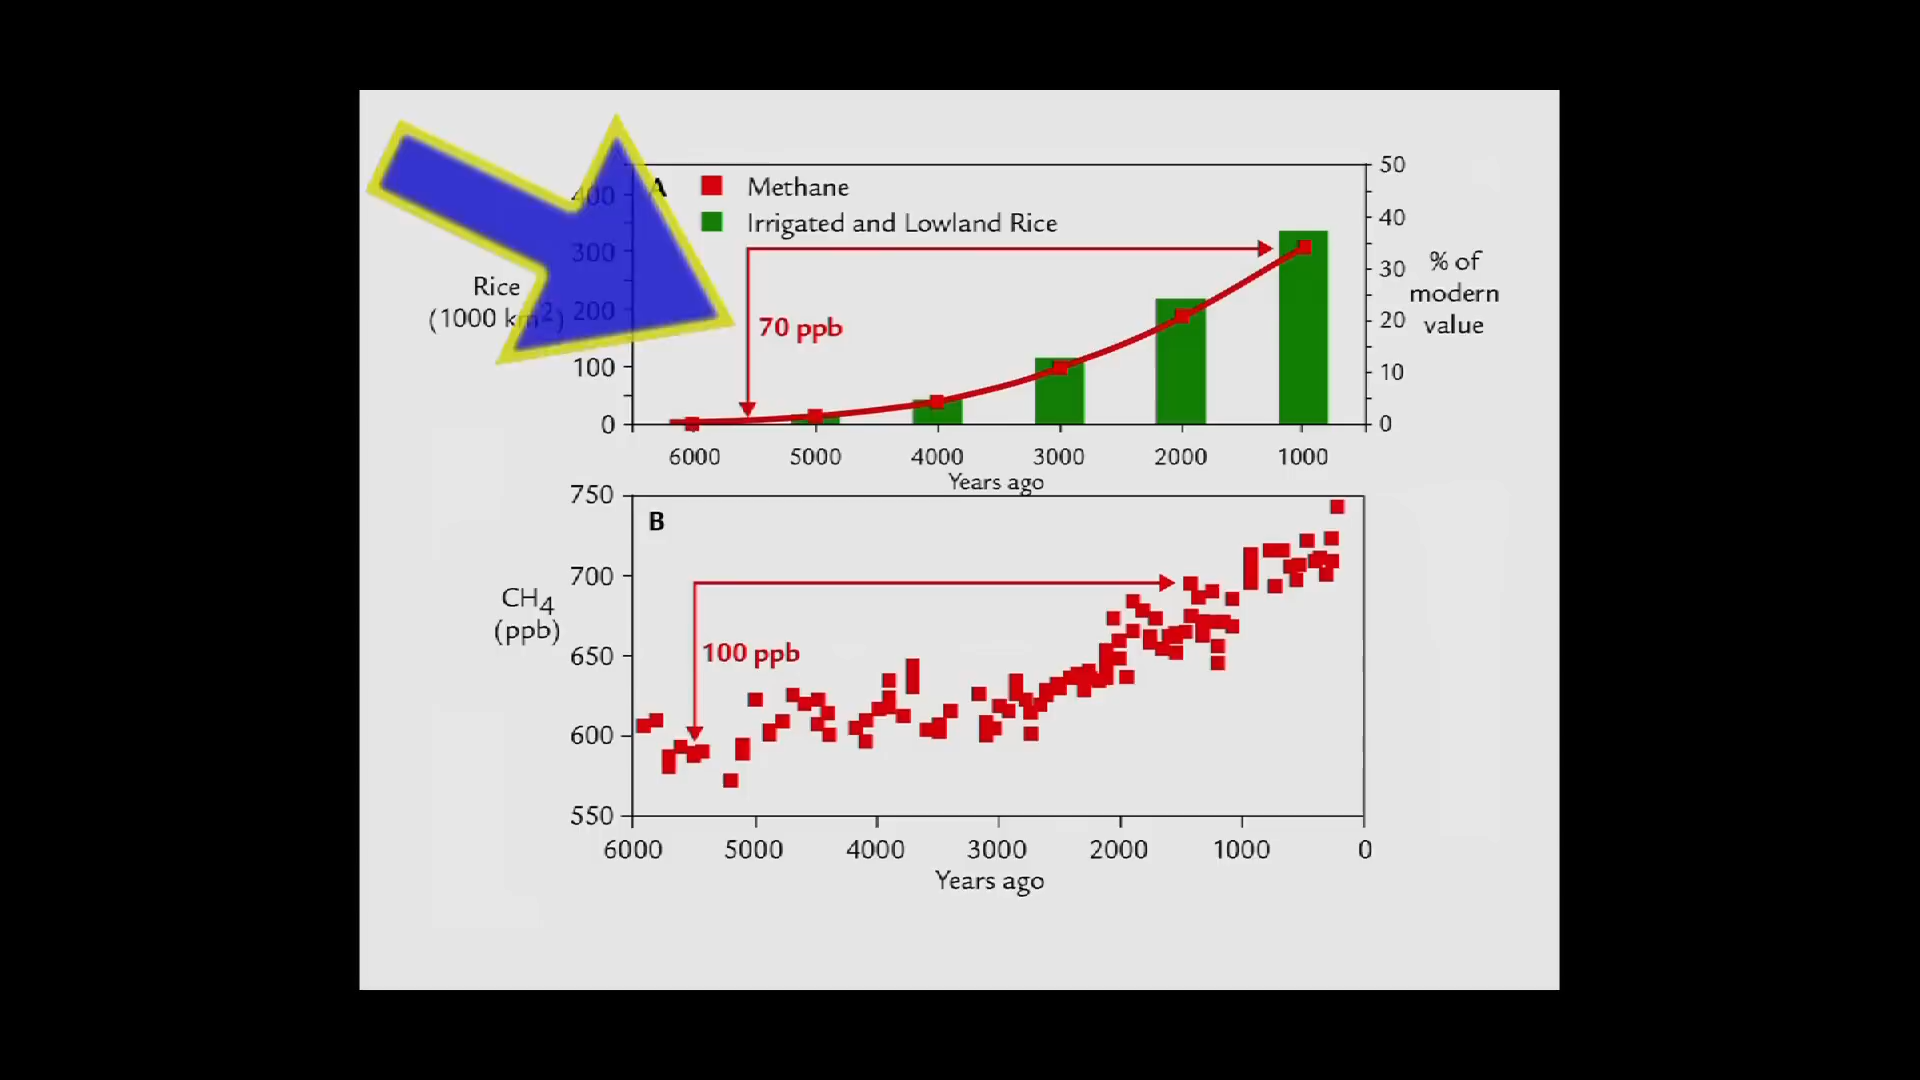 A
Methane
Irrigated and Lowland Rice
400
300
200
100
0
Rice
(1000 km2)
70 ppb
50
40
30
20
10
0
% of
modern
value
6000 5000 4000 3000 2000 1000
Years ago
B
750
700
650
600
550
CH4
(ppb)
100 ppb
6000 5000 4000 3000 2000 1000 0
Years ago